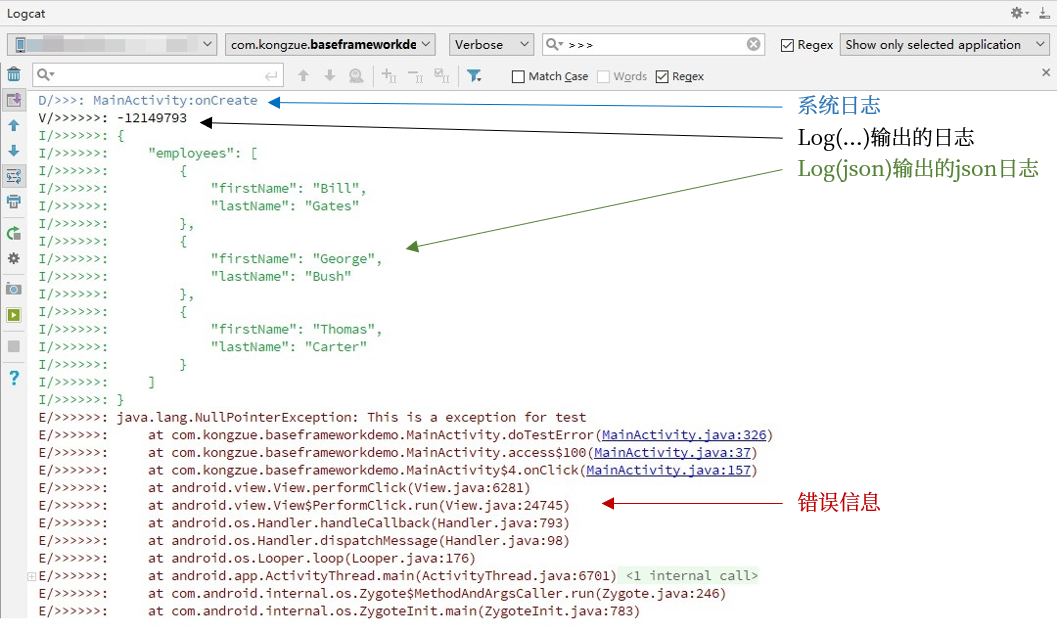 Logcat
com.kongzue.baseframeworkde Verbose >>> Regex Show only selected application
Match Case Words Regex
D/>>>: MainActivity:onCreate 系统日志
V/>>>>>>: -12149793 Log(...)输出的日志
I/>>>>>>: {
I/>>>>>>:     "employees": [ Log(json)输出的json日志
I/>>>>>>:         {
I/>>>>>>:             "firstName": "Bill",
I/>>>>>>:             "lastName": "Gates"
I/>>>>>>:         },
I/>>>>>>:         {
I/>>>>>>:             "firstName": "George",
I/>>>>>>:             "lastName": "Bush"
I/>>>>>>:         },
I/>>>>>>:         {
I/>>>>>>:             "firstName": "Thomas",
I/>>>>>>:             "lastName": "Carter"
I/>>>>>>:         }
I/>>>>>>:     ]
I/>>>>>>: }
E/>>>>>>: java.lang.NullPointerException: This is a exception for test
E/>>>>>>:     at com.kongzue.baseframeworkdemo.MainActivity.doTestError(MainActivity.java:326)
E/>>>>>>:     at com.kongzue.baseframeworkdemo.MainActivity.access$100(MainActivity.java:37)
E/>>>>>>:     at com.kongzue.baseframeworkdemo.MainActivity$4.onClick(MainActivity.java:157)
E/>>>>>>:     at android.view.View.performClick(View.java:6281)
E/>>>>>>:     at android.view.View$PerformClick.run(View.java:24745) 错误信息
E/>>>>>>:     at android.os.Handler.handleCallback(Handler.java:793)
E/>>>>>>:     at android.os.Handler.dispatchMessage(Handler.java:98)
E/>>>>>>:     at android.os.Looper.loop(Looper.java:176)
E/>>>>>>:     at android.app.ActivityThread.main(ActivityThread.java:6701) <1 internal call>
E/>>>>>>:     at com.android.internal.os.Zygote$MethodAndArgsCaller.run(Zygote.java:246)
E/>>>>>>:     at com.android.internal.os.ZygoteInit.main(ZygoteInit.java:783)